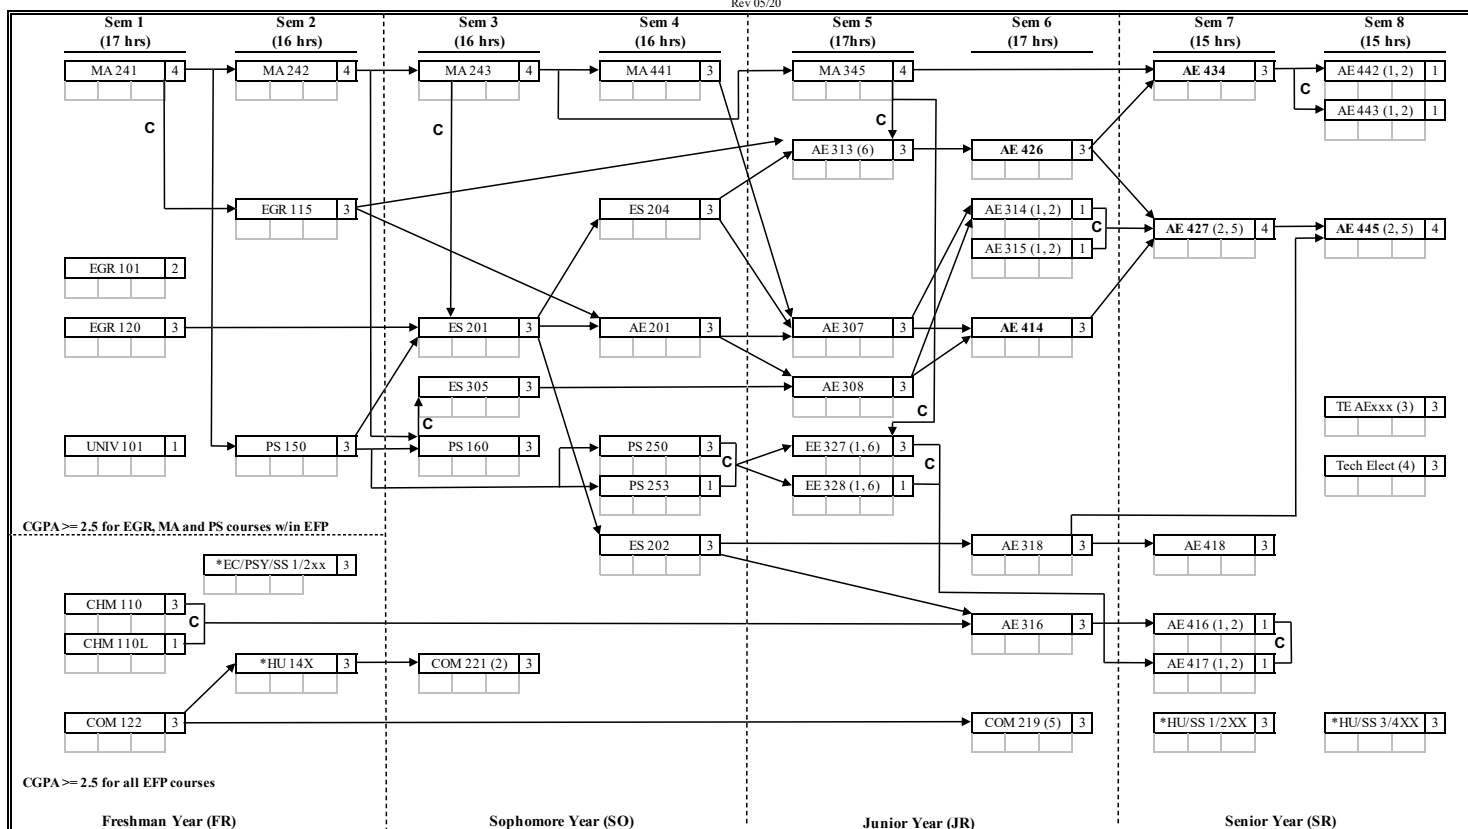 Rev 05/20
Sem 1 Sem 2 Sem 3 Sem 4 Sem 5 Sem 6 Sem 7 Sem 8
(17 hrs) (16 hrs) (16 hrs) (16 hrs) (17hrs) (17 hrs) (15 hrs) (15 hrs)
MA 241 4 MA 242 4 MA 243 4 MA 441 3 MA 345 4 AE 434 3 AE 442 (1, 2) 1
C
AE 443 (1, 2) 1
C C C
AE 313 (6) 3 AE 426 3
EGR 115 3 ES 204 3 AE 314 (1, 2) 1
C AE 427 (2, 5) 4 AE 445 (2, 5) 4
AE 315 (1, 2) 1
EGR 101 2
EGR 120 3 ES 201 3 AE 201 3 AE 307 3 AE 414 3
ES 305 3 AE 308 3
TE AExxx (3) 3
C C
UNIV 101 1 PS 150 3 PS 160 3 PS 250 3 EE 327 (1, 6) 3
C C Tech Elect (4) 3
PS 253 1 EE 328 (1, 6) 1
CGPA >= 2.5 for EGR, MA and PS courses w/in EFP
ES 202 3 AE 318 3 AE 418 3
*EC/PSY/SS 1/2xx 3
CHM 110 3
C AE 316 3 AE 416 (1, 2) 1
CHM 110L 1 C
*HU 14X 3 COM 221 (2) 3 AE 417 (1, 2) 1
COM 122 3 COM 219 (5) 3 *HU/SS 1/2XX 3 *HU/SS 3/4XX 3
CGPA >= 2.5 for all EFP courses
Freshman Year (FR) Sophomore Year (SO) Junior Year (JR) Senior Year (SR)